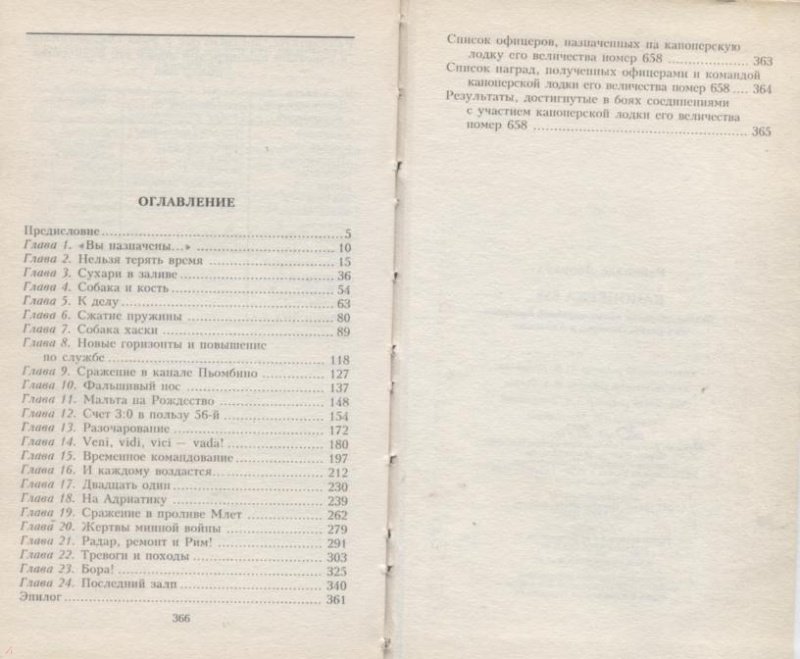 ОГЛАВЛЕНИЕ
Предисловие 5
Глава 1. «Вы назначены...» 10
Глава 2. Нельзя терять время 15
Глава 3. Сухари в заливе 36
Глава 4. Собака и кость 54
Глава 5. К делу 63
Глава 6. Сжатие пружины 80
Глава 7. Собака хаски 89
Глава 8. Новые горизонты и повышение
по службе 118
Глава 9. Сражение в канале Пьомбино 127
Глава 10. Фальшивый нос 137
Глава 11. Мальта на Рождество 148
Глава 12. Счет 3:0 в пользу 56-й 154
Глава 13. Разочарование 172
Глава 14. Veni, vidi, vici — vada! 180
Глава 15. Временное командование 197
Глава 16. И каждому воздастся 212
Глава 17. Двадцать один 230
Глава 18. На Адриатику 239
Глава 19. Сражение в проливе Млет 262
Глава 20. Жертвы минной войны 279
Глава 21. Радар, ремонт и Рим! 291
Глава 22. Тревоги и походы 303
Глава 23. Бора! 325
Глава 24. Последний залп 340
Эпилог 361
366
Список офицеров, назначенных на канонерскую
лодку его величества номер 658 363
Список наград, полученных офицерами и командой
канонерской лодки его величества номер 658 364
Результаты, достигнутые в боях соединениями
с участием канонерской лодки его величества
номер 658 365